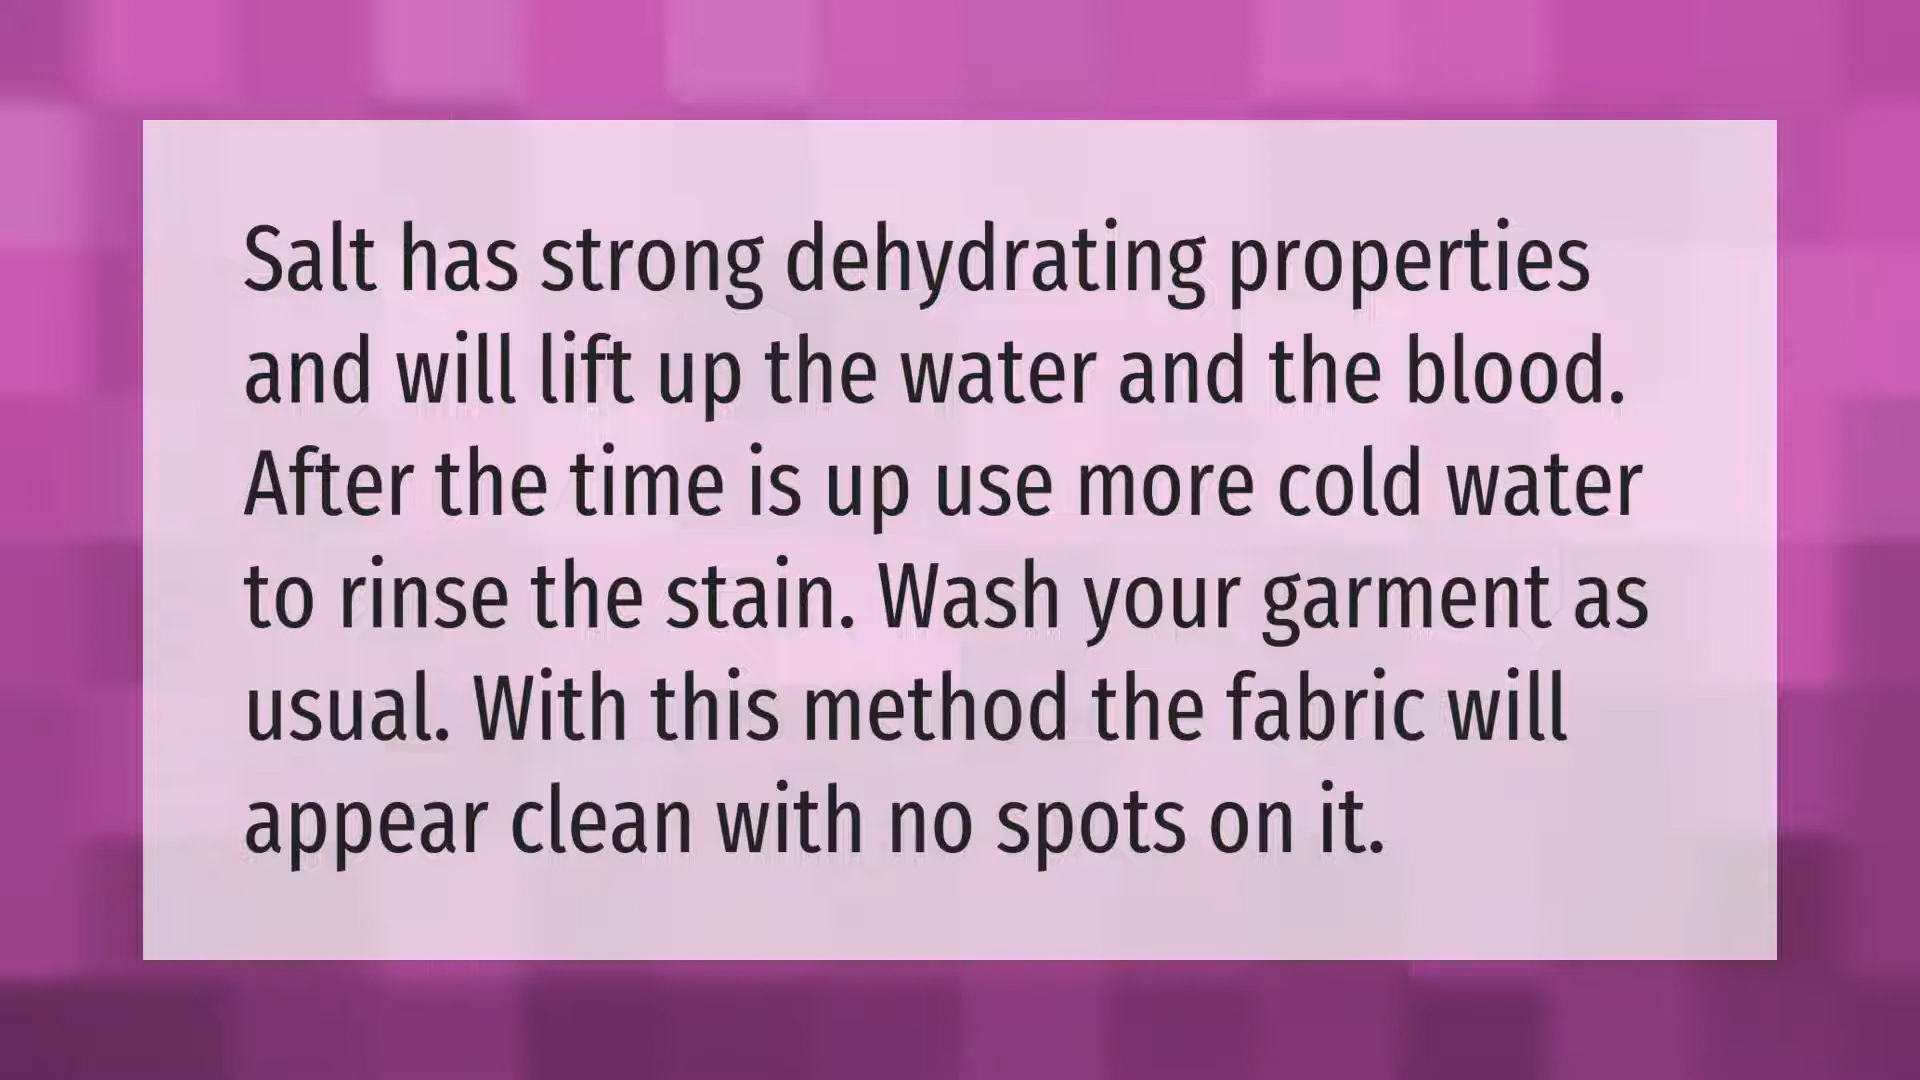 Salt has strong dehydrating properties
and will lift up the water and the blood.
After the time is up use more cold water
to rinse the stain. Wash your garment as
usual. With this method the fabric will
appear clean with no spots on it.